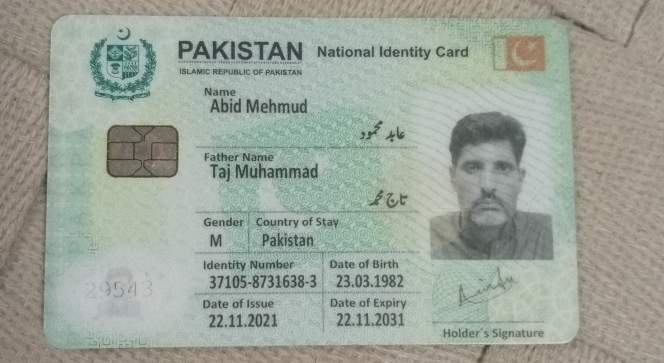 PAKISTAN National Identity Card
ISLAMIC REPUBLIC OF PAKISTAN
Name
Abid Mehmud
عابد محمود
Father Name
Taj Muhammad
تاج محمد
Gender Country of Stay
M Pakistan
Identity Number Date of Birth
37105-8731638-3 23.03.1982
Date of Issue Date of Expiry
22.11.2021 22.11.2031
29543
Holder's Signature